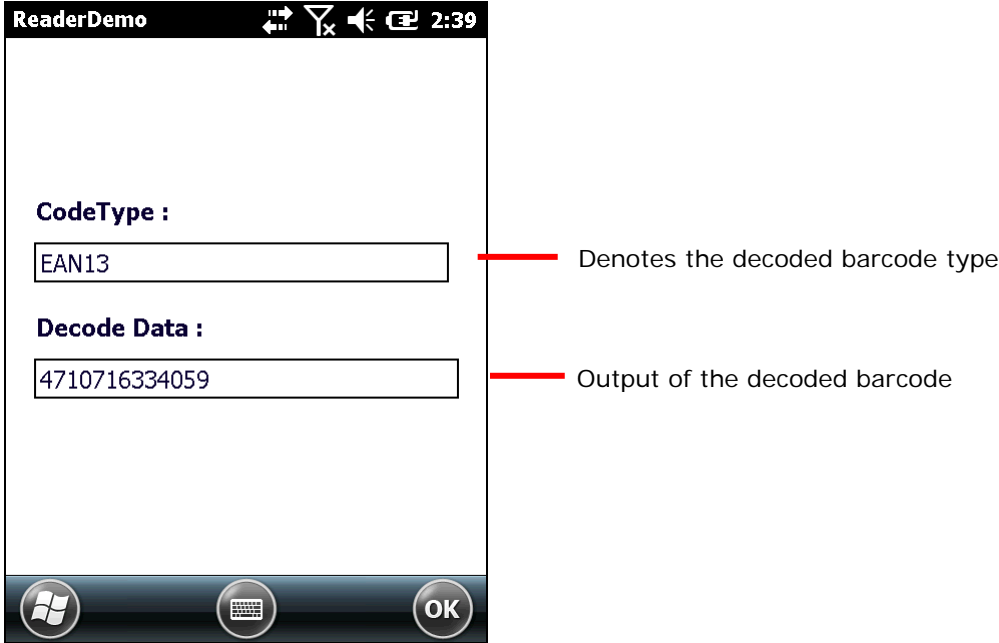 ReaderDemo 2:39
CodeType :
EAN13
Denotes the decoded barcode type
Decode Data :
4710716334059
Output of the decoded barcode
OK